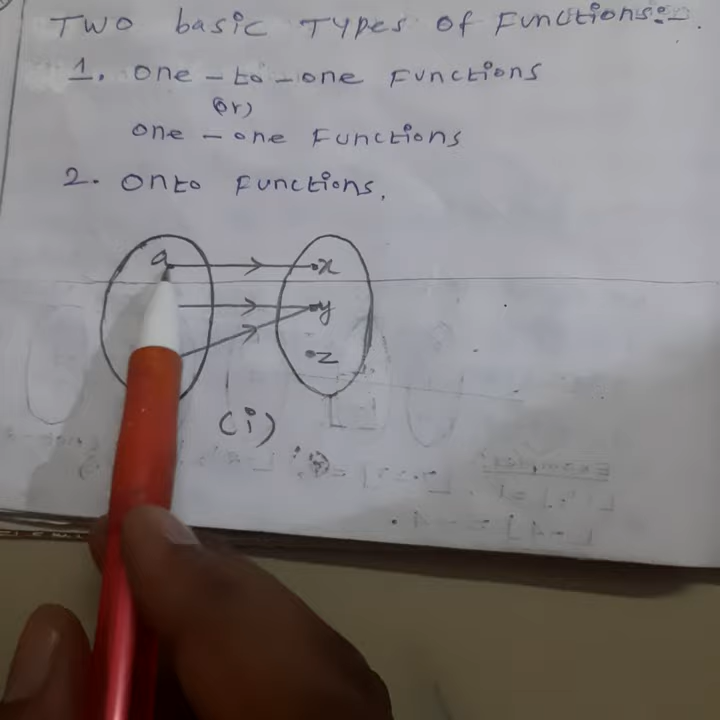 TWO basic Types of Functions:-
1. one-to-one Functions
(or)
one-one Functions
2. onto Functions.
a
x
y
z
(i)